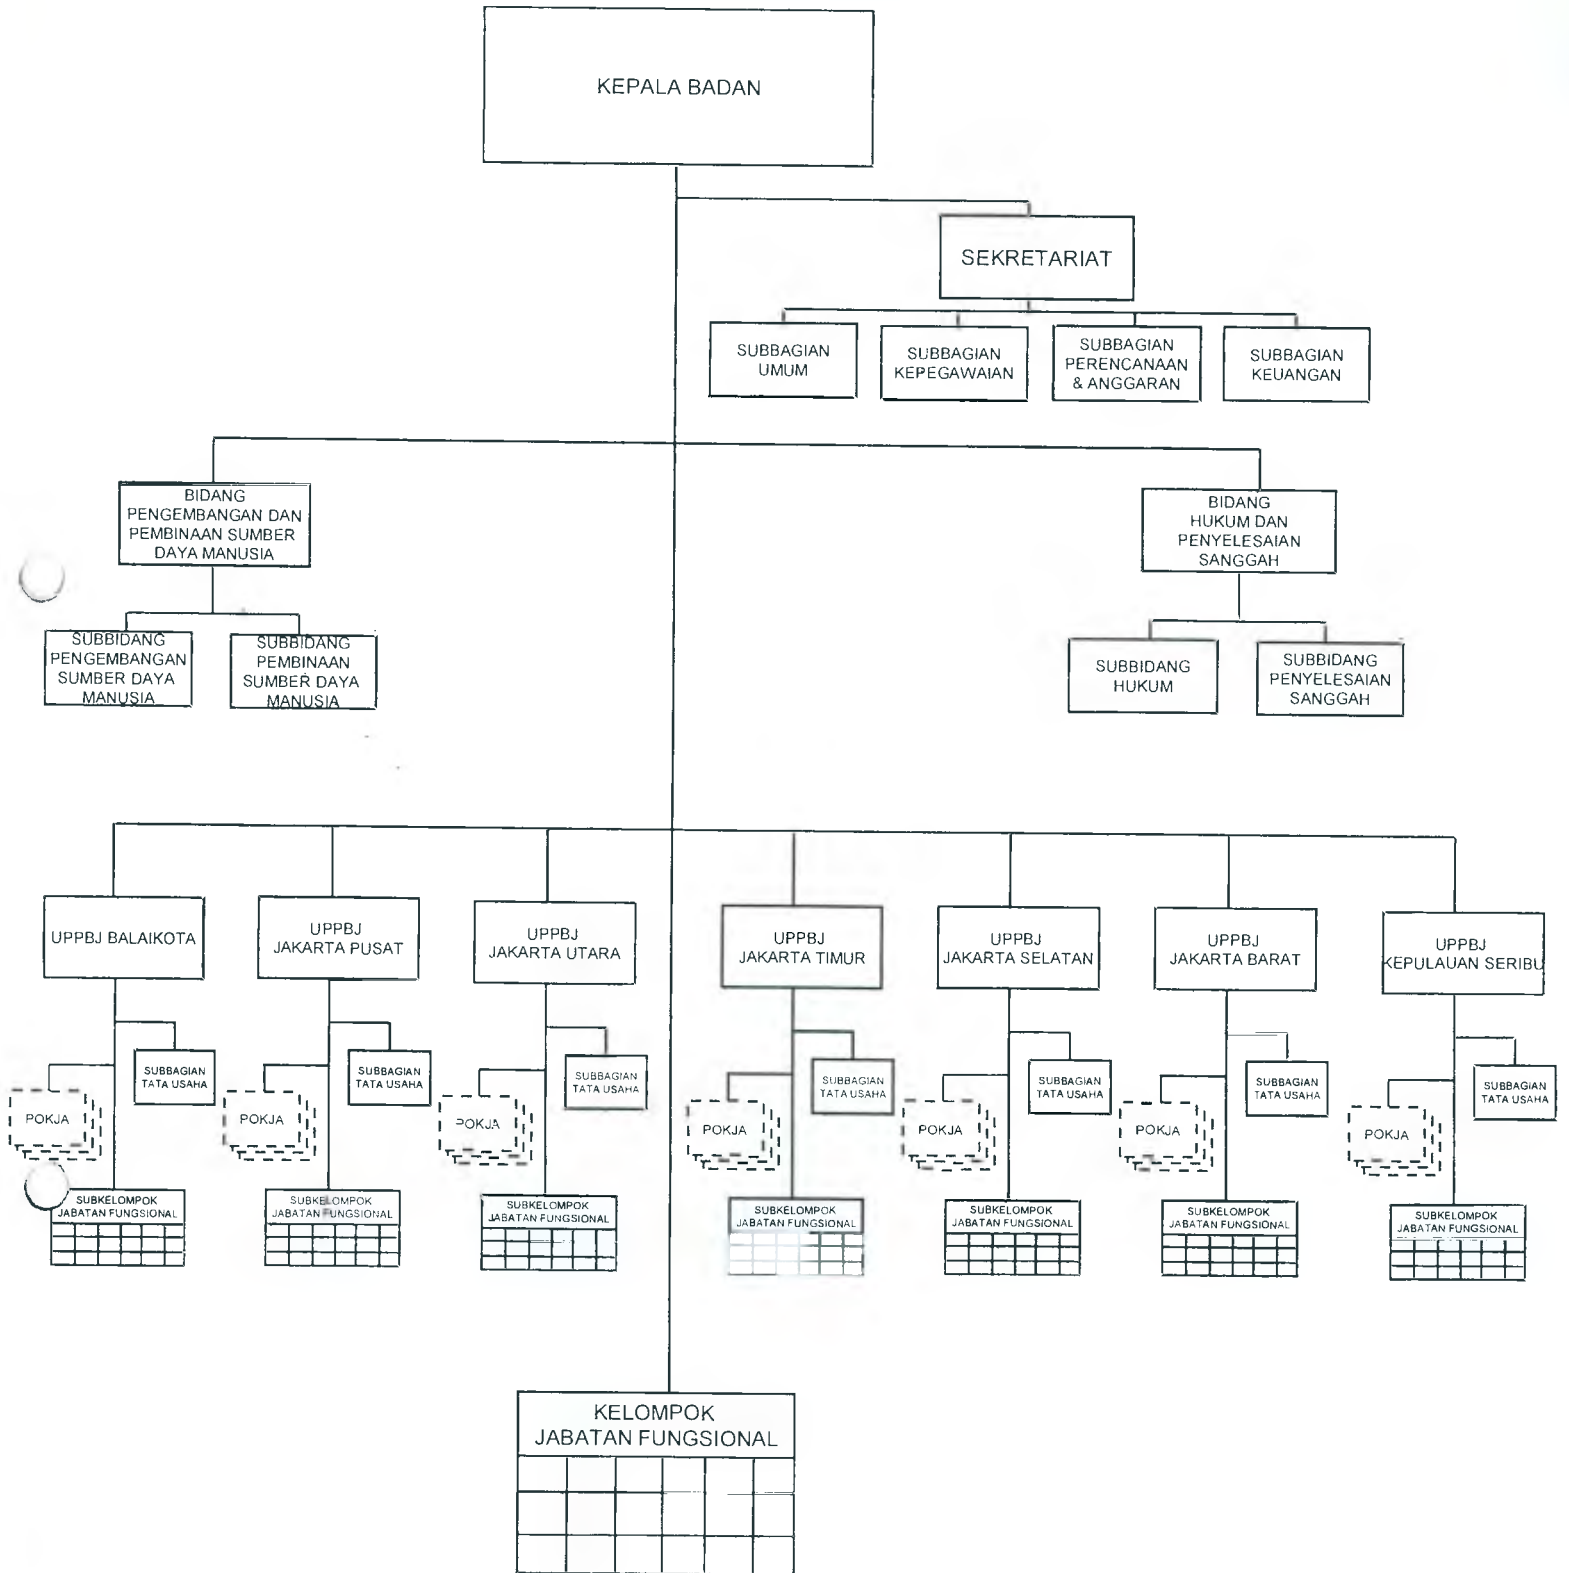 KEPALA BADAN
SEKRETARIAT
SUBBAGIAN
UMUM
SUBBAGIAN
KEPEGAWAIAN
SUBBAGIAN
PERENCANAAN
& ANGGARAN
SUBBAGIAN
KEUANGAN
BIDANG
PENGEMBANGAN DAN
PEMBINAAN SUMBER
DAYA MANUSIA
BIDANG
HUKUM DAN
PENYELESAIAN
SANGGAH
SUBBIDANG
PENGEMBANGAN
SUMBER DAYA
MANUSIA
SUBBIDANG
PEMBINAAN
SUMBER DAYA
MANUSIA
SUBBIDANG
HUKUM
SUBBIDANG
PENYELESAIAN
SANGGAH
UPPBJ BALAIKOTA
UPPBJ
JAKARTA PUSAT
UPPBJ
JAKARTA UTARA
UPPBJ
JAKARTA TIMUR
UPPBJ
JAKARTA SELATAN
UPPBJ
JAKARTA BARAT
UPPBJ
KEPULAUAN SERIBU
SUBBAGIAN
TATA USAHA
SUBBAGIAN
TATA USAHA
SUBBAGIAN
TATA USAHA
SUBBAGIAN
TATA USAHA
SUBBAGIAN
TATA USAHA
SUBBAGIAN
TATA USAHA
SUBBAGIAN
TATA USAHA
POKJA
POKJA
POKJA
POKJA
POKJA
POKJA
POKJA
SUBKELOMPOK
JABATAN FUNGSIONAL
SUBKELOMPOK
JABATAN FUNGSIONAL
SUBKELOMPOK
JABATAN FUNGSIONAL
SUBKELOMPOK
JABATAN FUNGSIONAL
SUBKELOMPOK
JABATAN FUNGSIONAL
SUBKELOMPOK
JABATAN FUNGSIONAL
SUBKELOMPOK
JABATAN FUNGSIONAL
KELOMPOK
JABATAN FUNGSIONAL